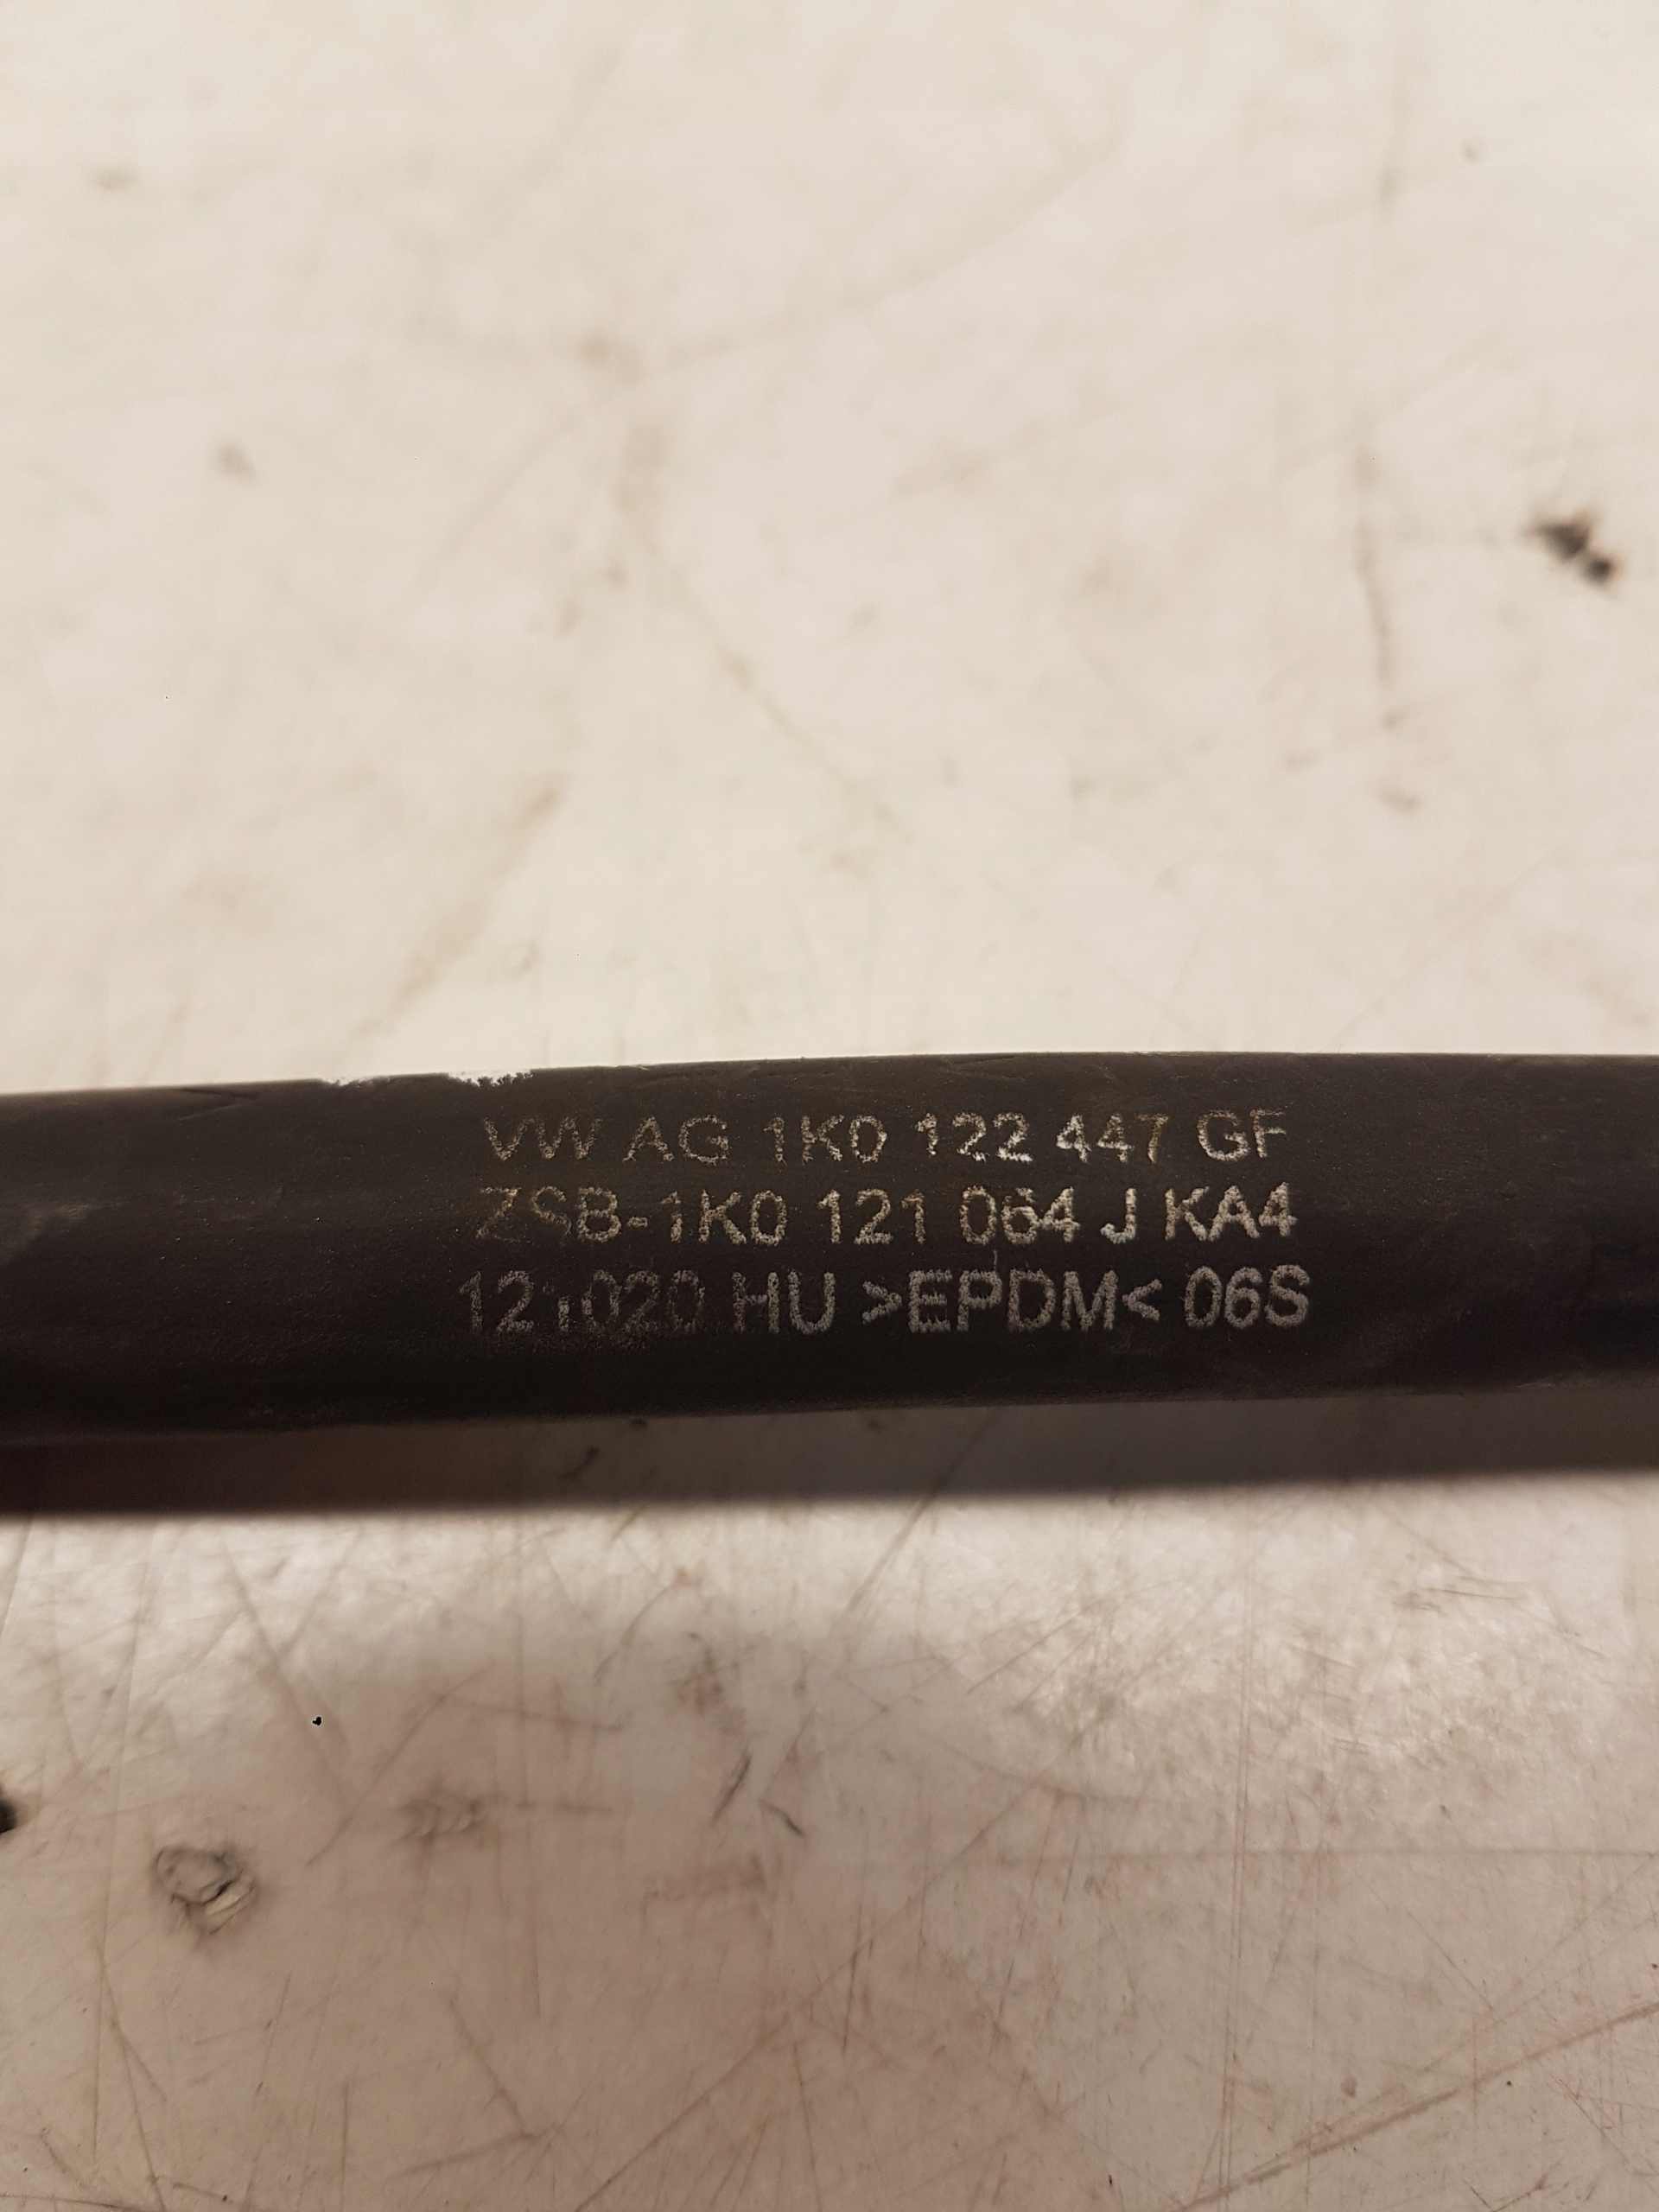 VW AG 1K0 122 447 GF
ZSB-1K0 121 064 J KA4
HU >EPDM< 06S